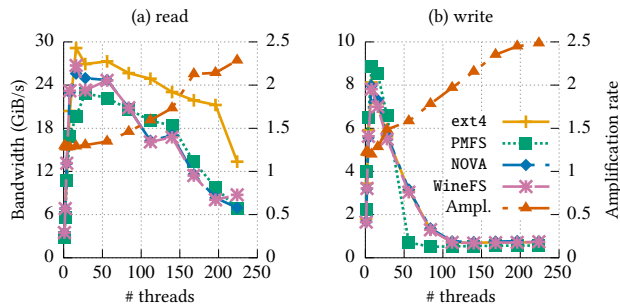 (a) read
(b) write
Bandwidth (GiB/s)
30
24
18
12
6
0
2.5
2
1.5
1
0.5
0
0 50 100 150 200 250
# threads
10
8
6
4
2
0
ext4
PMFS
NOVA
WineFS
Ampl.
2.5
2
1.5
1
0.5
0
Amplification rate
0 50 100 150 200 250
# threads